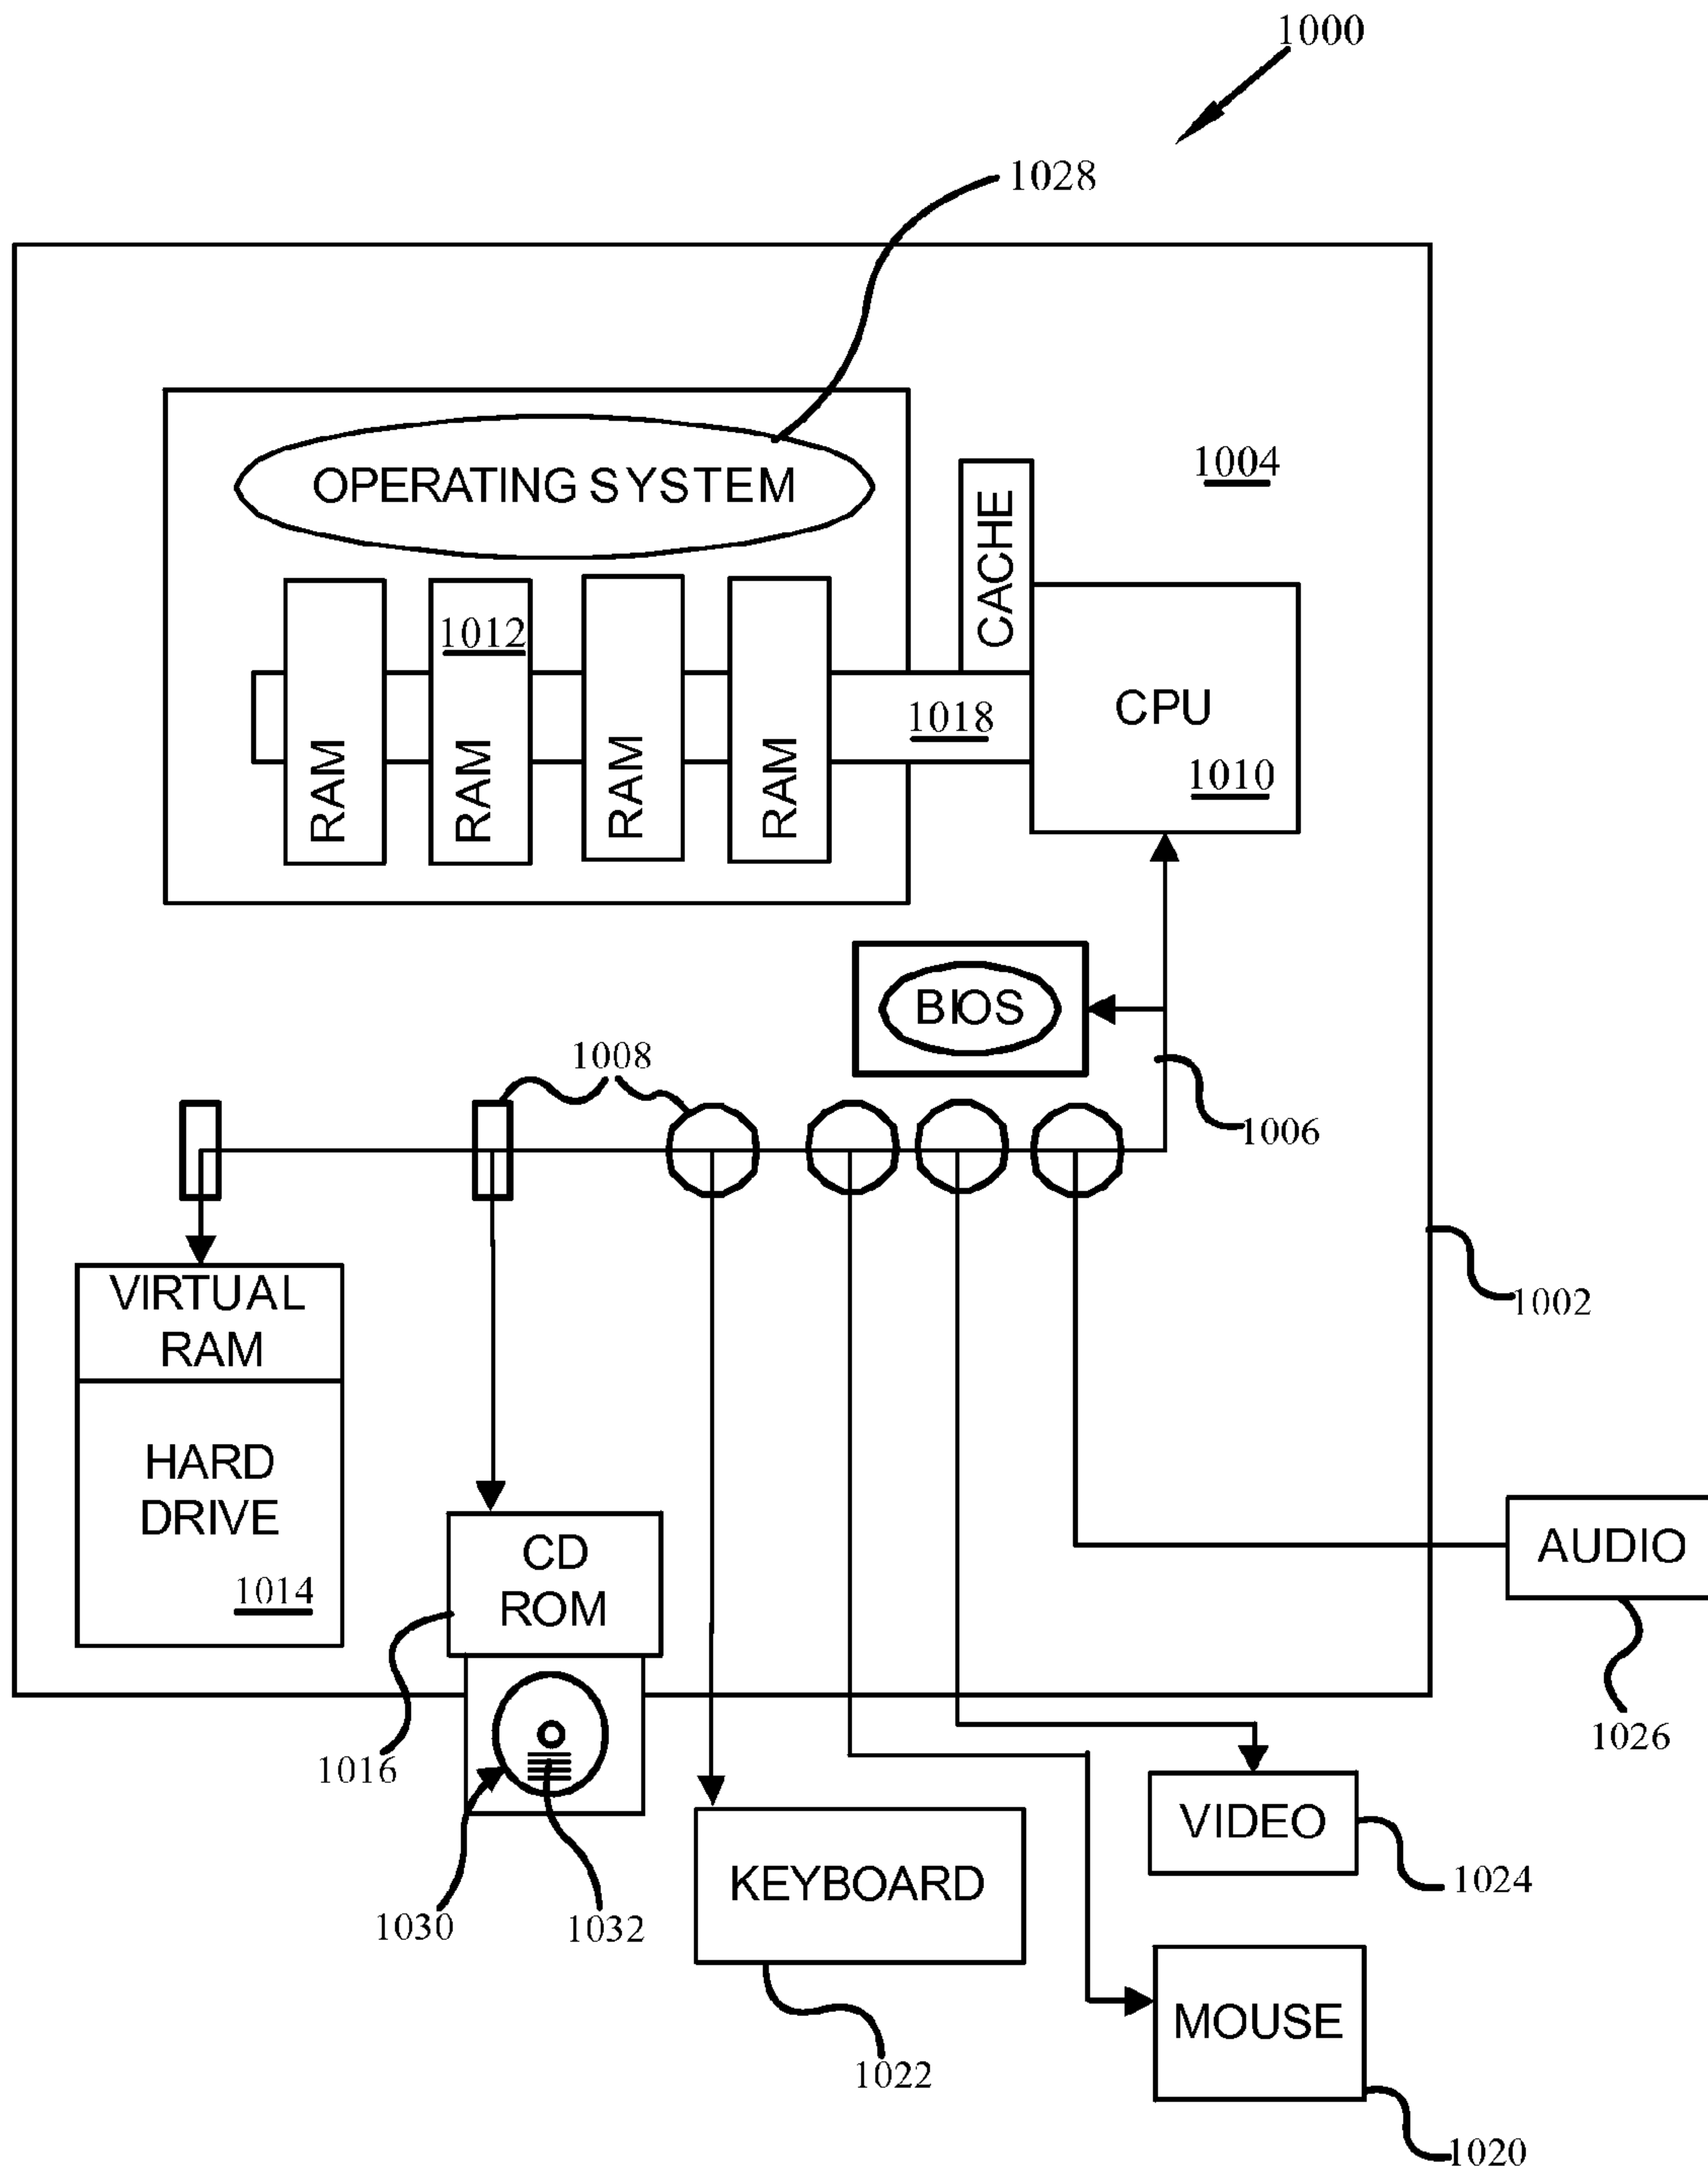 1000
1028
OPERATING SYSTEM
1004
CACHE
1012
RAM
RAM
RAM
RAM
1018
CPU
1010
BIOS
1008
1006
VIRTUAL
RAM
1002
HARD
DRIVE
1014
CD
ROM
AUDIO
1016
1026
VIDEO
1024
KEYBOARD
1030
1032
MOUSE
1022
1020